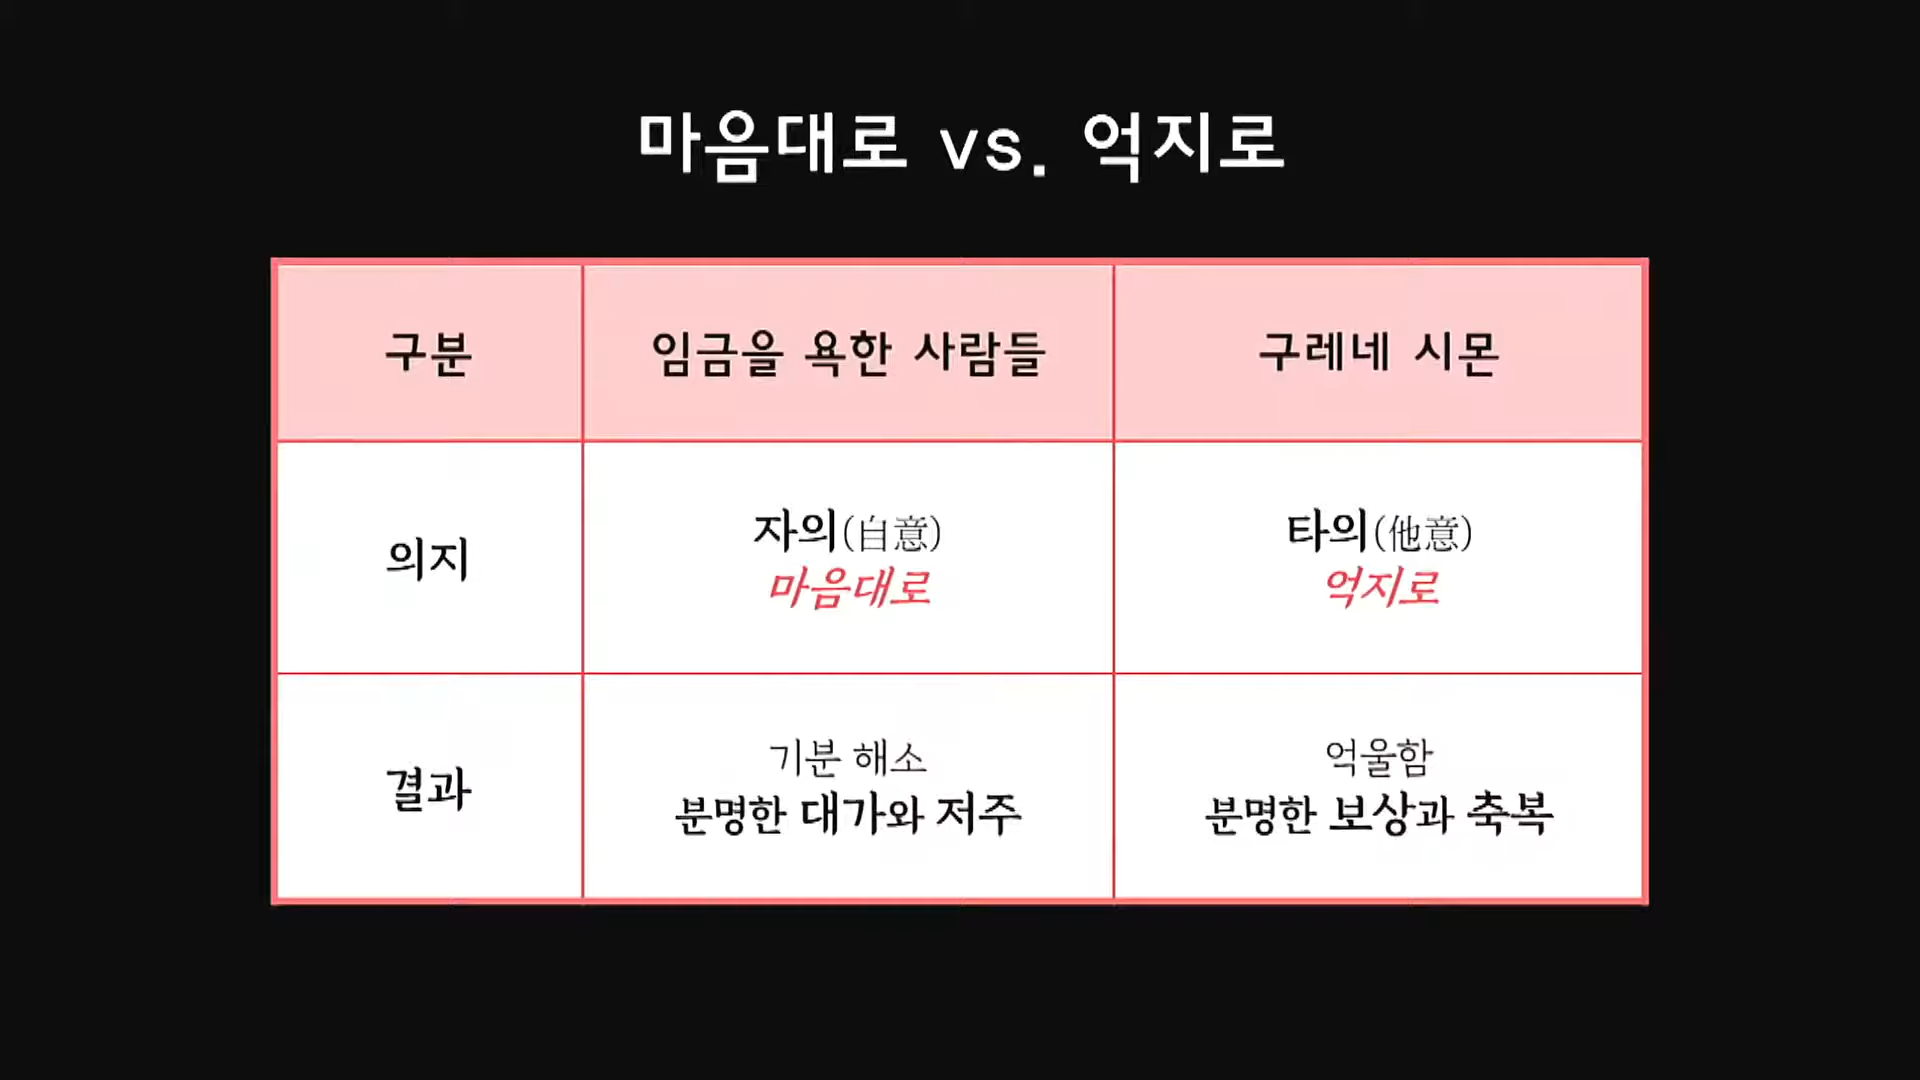 마음대로 vs. 억지로
구분
임금을 욕한 사람들
구레네 시몬
의지
자의(自意)
마음대로
타의(他意)
억지로
결과
기분 해소
분명한 대가와 저주
억울함
분명한 보상과 축복